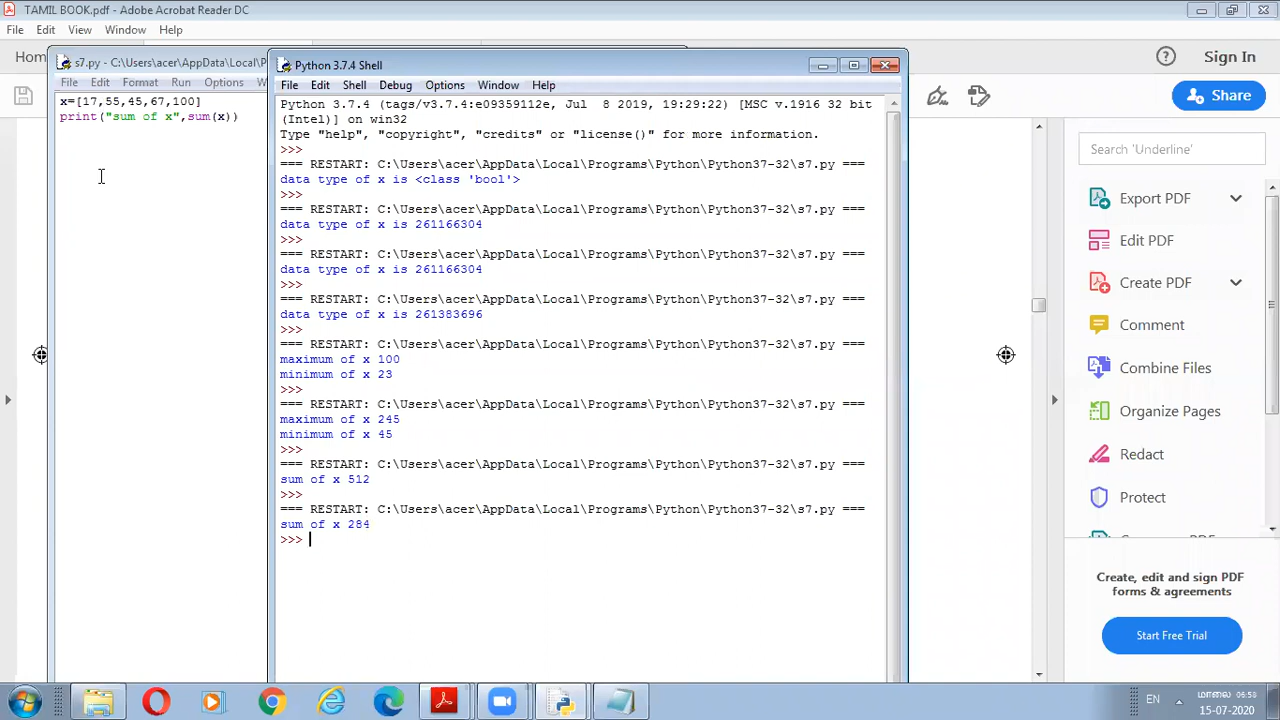 TAMIL BOOK.pdf - Adobe Acrobat Reader DC
File Edit View Window Help
Hom
Sign In
s7.py - C:\Users\acer\AppData\Local\P
File Edit Format Run Options W
x=[17,55,45,67,100]
print("sum of x",sum(x))
Python 3.7.4 Shell
File Edit Shell Debug Options Window Help
Python 3.7.4 (tags/v3.7.4:e09359112e, Jul  8 2019, 19:29:22) [MSC v.1916 32 bit
(Intel)] on win32
Type "help", "copyright", "credits" or "license()" for more information.
>>>
=== RESTART: C:\Users\acer\AppData\Local\Programs\Python\Python37-32\s7.py ===
data type of x is <class 'bool'>
>>>
=== RESTART: C:\Users\acer\AppData\Local\Programs\Python\Python37-32\s7.py ===
data type of x is 261166304
>>>
=== RESTART: C:\Users\acer\AppData\Local\Programs\Python\Python37-32\s7.py ===
data type of x is 261166304
>>>
=== RESTART: C:\Users\acer\AppData\Local\Programs\Python\Python37-32\s7.py ===
data type of x is 261383696
>>>
=== RESTART: C:\Users\acer\AppData\Local\Programs\Python\Python37-32\s7.py ===
maximum of x 100
minimum of x 23
>>>
=== RESTART: C:\Users\acer\AppData\Local\Programs\Python\Python37-32\s7.py ===
maximum of x 245
minimum of x 45
>>>
=== RESTART: C:\Users\acer\AppData\Local\Programs\Python\Python37-32\s7.py ===
sum of x 512
>>>
=== RESTART: C:\Users\acer\AppData\Local\Programs\Python\Python37-32\s7.py ===
sum of x 284
>>>
Share
Search 'Underline'
Export PDF
Edit PDF
Create PDF
Comment
Combine Files
Organize Pages
Redact
Protect
Create, edit and sign PDF
forms & agreements
Start Free Trial
EN
மாலை 06:58
15-07-2020